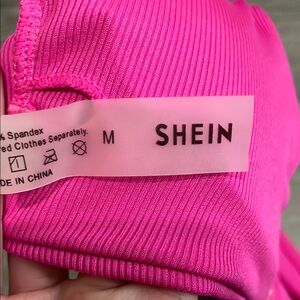 % Spandex
ed Clothes Separately.
M SHEIN
DE IN CHINA